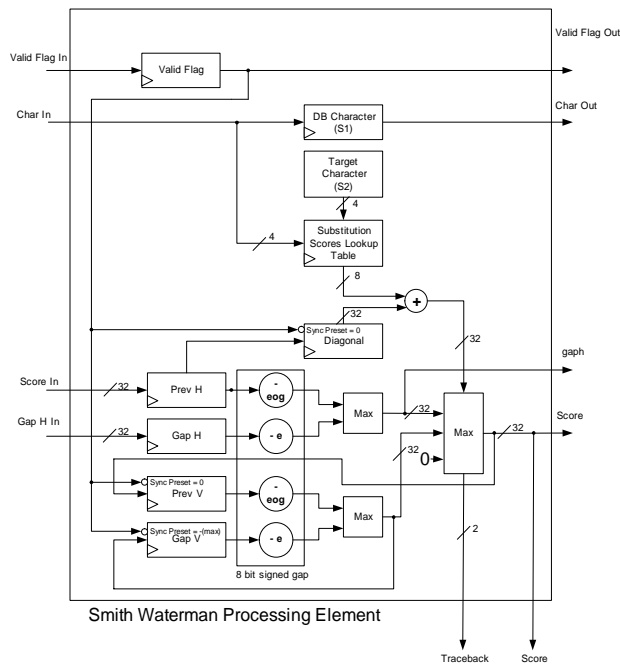 Valid Flag Out
Valid Flag In
Valid Flag
Char In
Char Out
DB Character
(S1)
Target
Character
(S2)
4
4
Substitution
Scores Lookup
Table
8
+
32
Sync Preset = 0
Diagonal
32
gaph
Score In
32
Prev H
-
eog
Max
32
Score
Gap H In
32
Gap H
- e
Max
32
32
0
Sync Preset = 0
Prev V
-
eog
Max
Sync Preset = -(max)
Gap V
- e
2
8 bit signed gap
Smith Waterman Processing Element
Traceback
Score